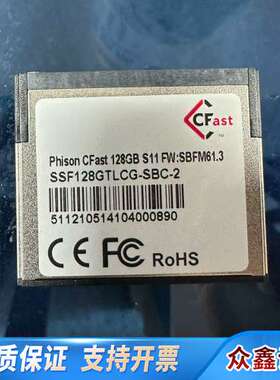 CFast
Phison CFast 128GB S11 FW:SBFM61.3
SSF128GTLCG-SBC-2
511210514104000890
CE FC RoHS
质保证 支持开票
众鑫